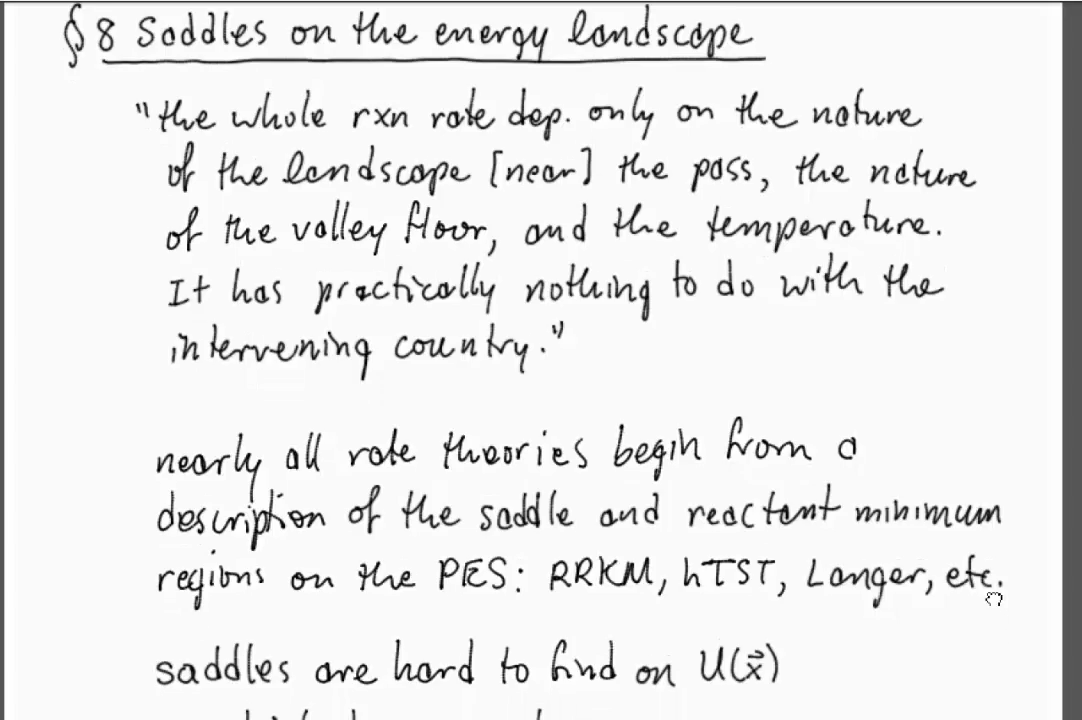 § 8 Saddles on the energy landscape
"the whole rxn rate dep. only on the nature
of the landscape [near] the pass, the nature
of the valley floor, and the temperature.
It has practically nothing to do with the
intervening country."
nearly all rate theories begin from a
description of the saddle and reactant minimum
regions on the PES: RRKM, hTST, Langer, etc.
saddles are hard to find on U(x⃗)